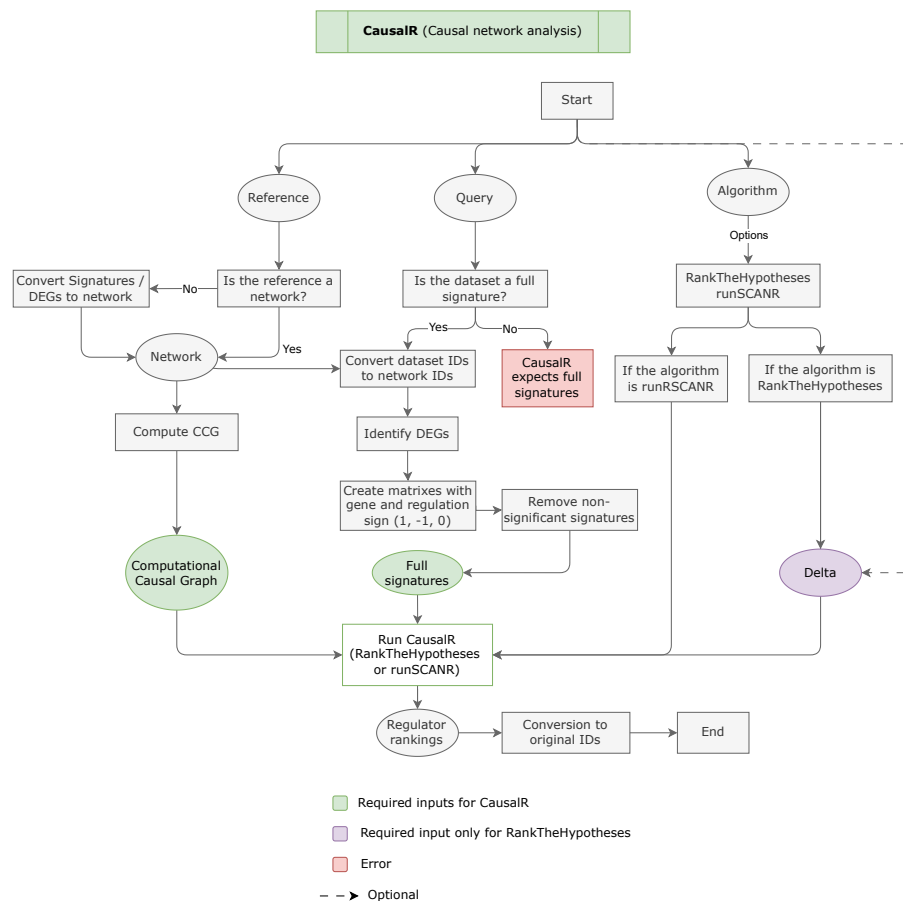 CausalR (Causal network analysis)
Start
Reference
Query
Algorithm
Options
Convert Signatures /
DEGs to network
No
Is the reference a
network?
Is the dataset a full
signature?
RankTheHypotheses
runSCANR
Yes
No
Yes
Network
Convert dataset IDs
to network IDs
CausalR
expects full
signatures
If the algorithm
is runRSCANR
If the algorithm is
RankTheHypotheses
Compute CCG
Identify DEGs
Create matrixes with
gene and regulation
sign (1, -1, 0)
Remove non-
significant signatures
Computational
Causal Graph
Full
signatures
Delta
Run CausalR
(RankTheHypotheses
or runSCANR)
Regulator
rankings
Conversion to
original IDs
End
Required inputs for CausalR
Required input only for RankTheHypotheses
Error
Optional